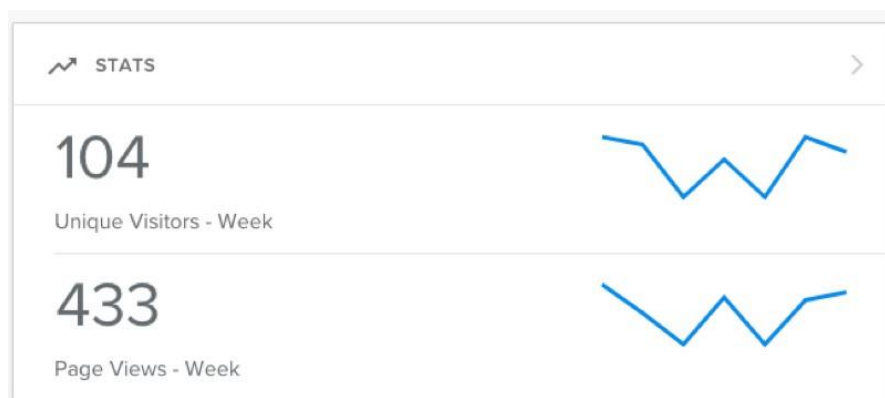 STATS
104
Unique Visitors - Week
433
Page Views - Week